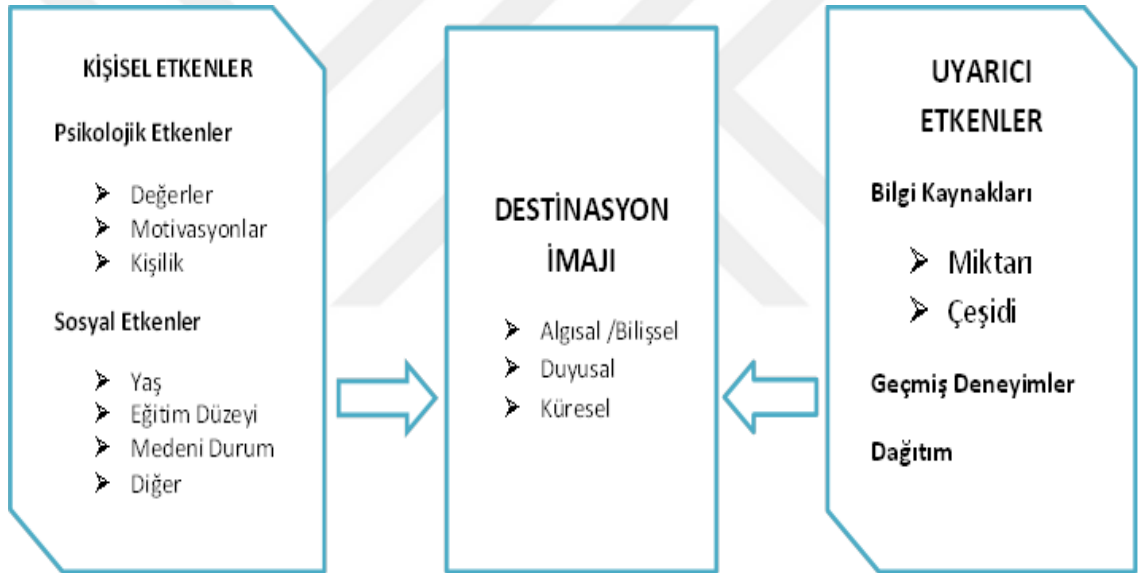 KİŞİSEL ETKENLER
Psikolojik Etkenler
Değerler
Motivasyonlar
Kişilik
Sosyal Etkenler
Yaş
Eğitim Düzeyi
Medeni Durum
Diğer
DESTİNASYON
İMAJI
Algısal /Bilişsel
Duyusal
Küresel
UYARICI
ETKENLER
Bilgi Kaynakları
Miktarı
Çeşidi
Geçmiş Deneyimler
Dağıtım